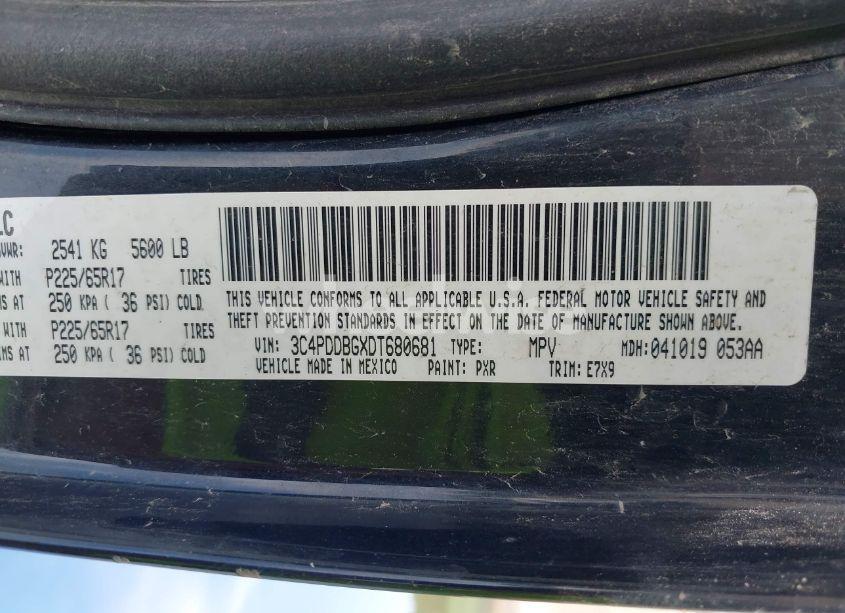 LC
GVWR: 2541 KG 5600 LB
WITH P225/65R17 TIRES
MS AT 250 KPA ( 36 PSI) COLD
WITH P225/65R17 TIRES
IMS AT 250 KPA ( 36 PSI) COLD
THIS VEHICLE CONFORMS TO ALL APPLICABLE U.S.A. FEDERAL MOTOR VEHICLE SAFETY AND
THEFT PREVENTION STANDARDS IN EFFECT ON THE DATE OF MANUFACTURE SHOWN ABOVE.
VIN: 3C4PDDBGXDT680681 TYPE: MPV MDH:041019 053AA
VEHICLE MADE IN MEXICO PAINT: PXR TRIM: E7X9